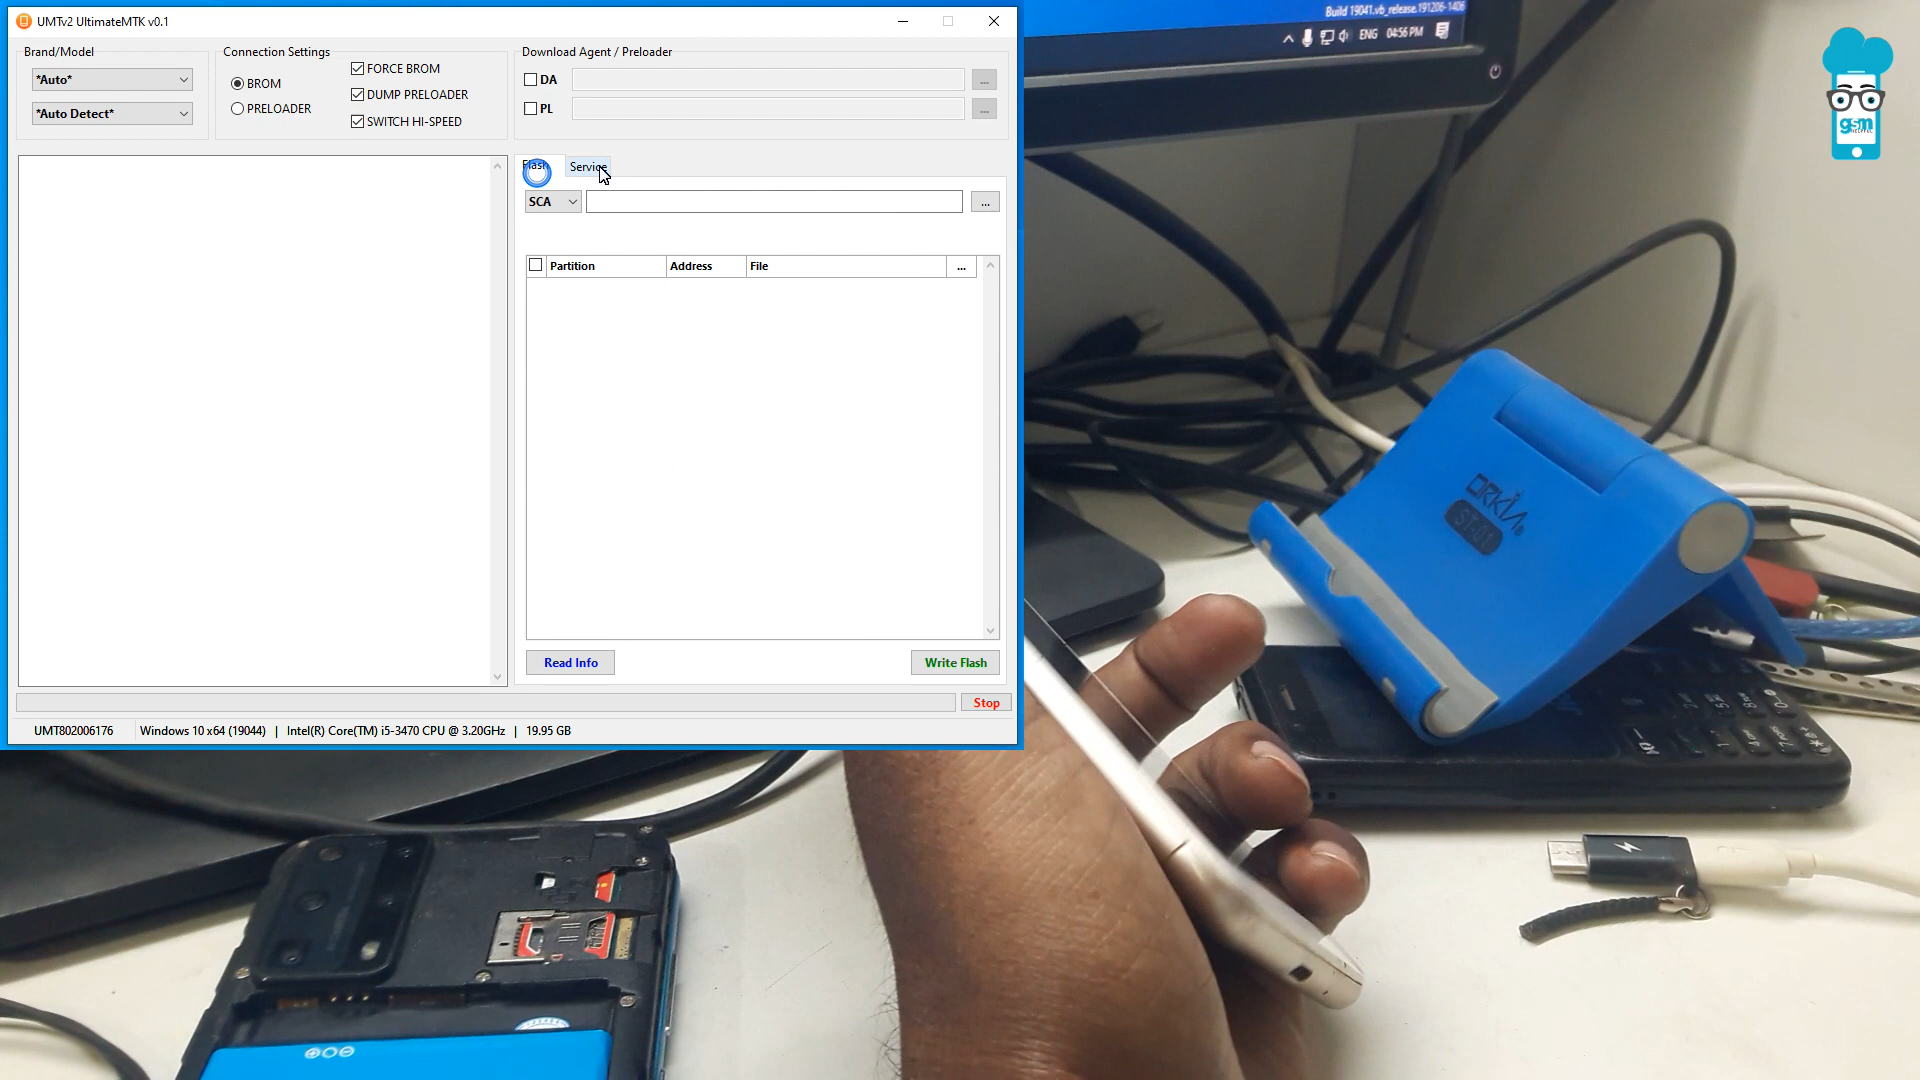 UMTv2 UltimateMTK v0.1
Brand/Model
*Auto*
*Auto Detect*
Connection Settings
BROM
PRELOADER
FORCE BROM
DUMP PRELOADER
SWITCH HI-SPEED
Download Agent / Preloader
DA
...
PL
...
Flash
Service
SCA
...
Partition Address File ...
Read Info
Write Flash
Stop
UMT802006176
Windows 10 x64 (19044) | Intel(R) Core(TM) i5-3470 CPU @ 3.20GHz | 19.95 GB
Build 19041.vb_release.191206-1406
ENG 04:56 PM
gsm
ORKIA
ST-01